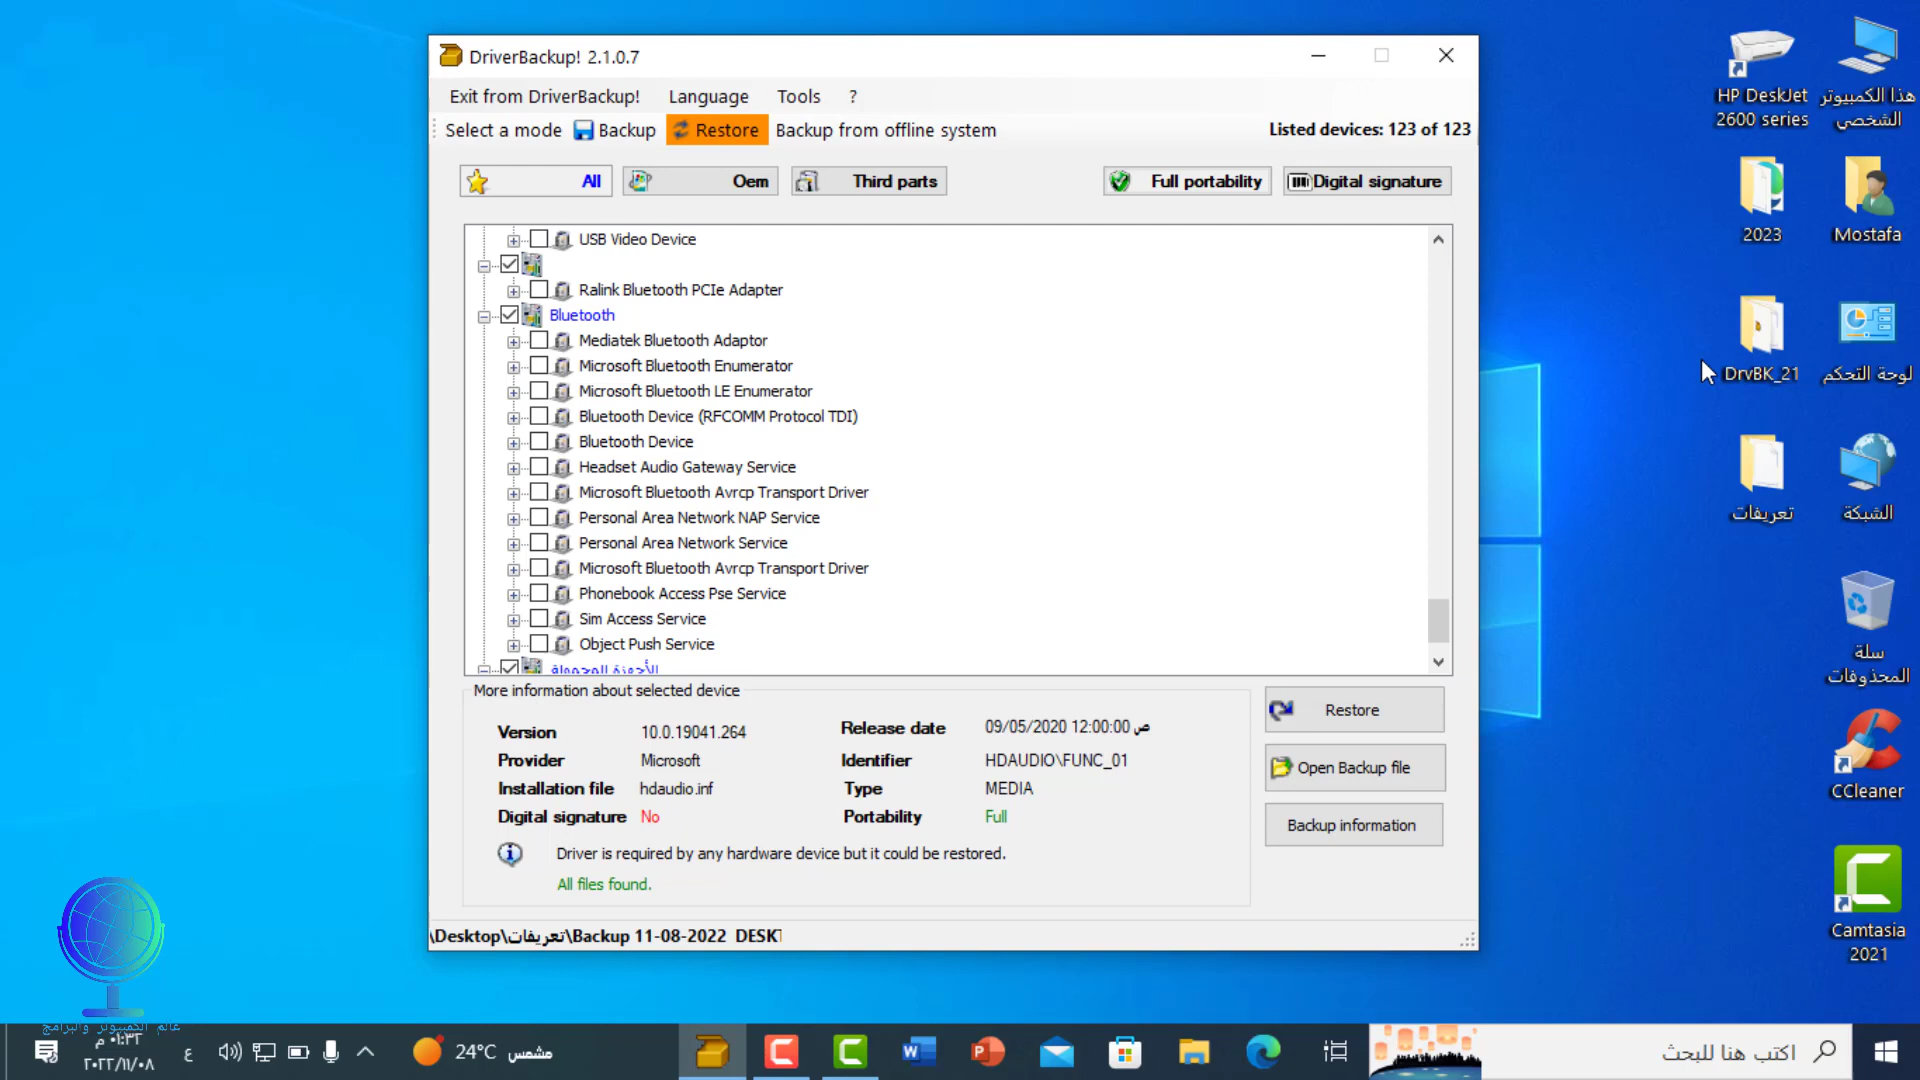 DriverBackup! 2.1.0.7
Exit from DriverBackup!
Language
Tools
?
Select a mode
Backup
Restore
Backup from offline system
Listed devices: 123 of 123
All
Oem
Third parts
Full portability
Digital signature
USB Video Device
Ralink Bluetooth PCIe Adapter
Bluetooth
Mediatek Bluetooth Adaptor
Microsoft Bluetooth Enumerator
Microsoft Bluetooth LE Enumerator
Bluetooth Device (RFCOMM Protocol TDI)
Bluetooth Device
Headset Audio Gateway Service
Microsoft Bluetooth Avrcp Transport Driver
Personal Area Network NAP Service
Personal Area Network Service
Microsoft Bluetooth Avrcp Transport Driver
Phonebook Access Pse Service
Sim Access Service
Object Push Service
الأجهزة المحمولة
More information about selected device
Version 10.0.19041.264
Release date 09/05/2020 12:00:00 ص
Provider Microsoft
Identifier HDAUDIO\FUNC_01
Installation file hdaudio.inf
Type MEDIA
Digital signature No
Portability Full
Driver is required by any hardware device but it could be restored.
All files found.
Restore
Open Backup file
Backup information
\Desktop\تعريفات\Backup 11-08-2022 DESKT
HP DeskJet
2600 series
هذا الكمبيوتر
الشخصي
2023
Mostafa
DrvBK_21
لوحة التحكم
تعريفات
الشبكة
سلة
المحذوفات
CCleaner
Camtasia
2021
عالم الكمبيوتر والبرامج
٠١:٣٣ م
٢٠٢٢/١١/٠٨
ع
24°C مشمس
اكتب هنا للبحث